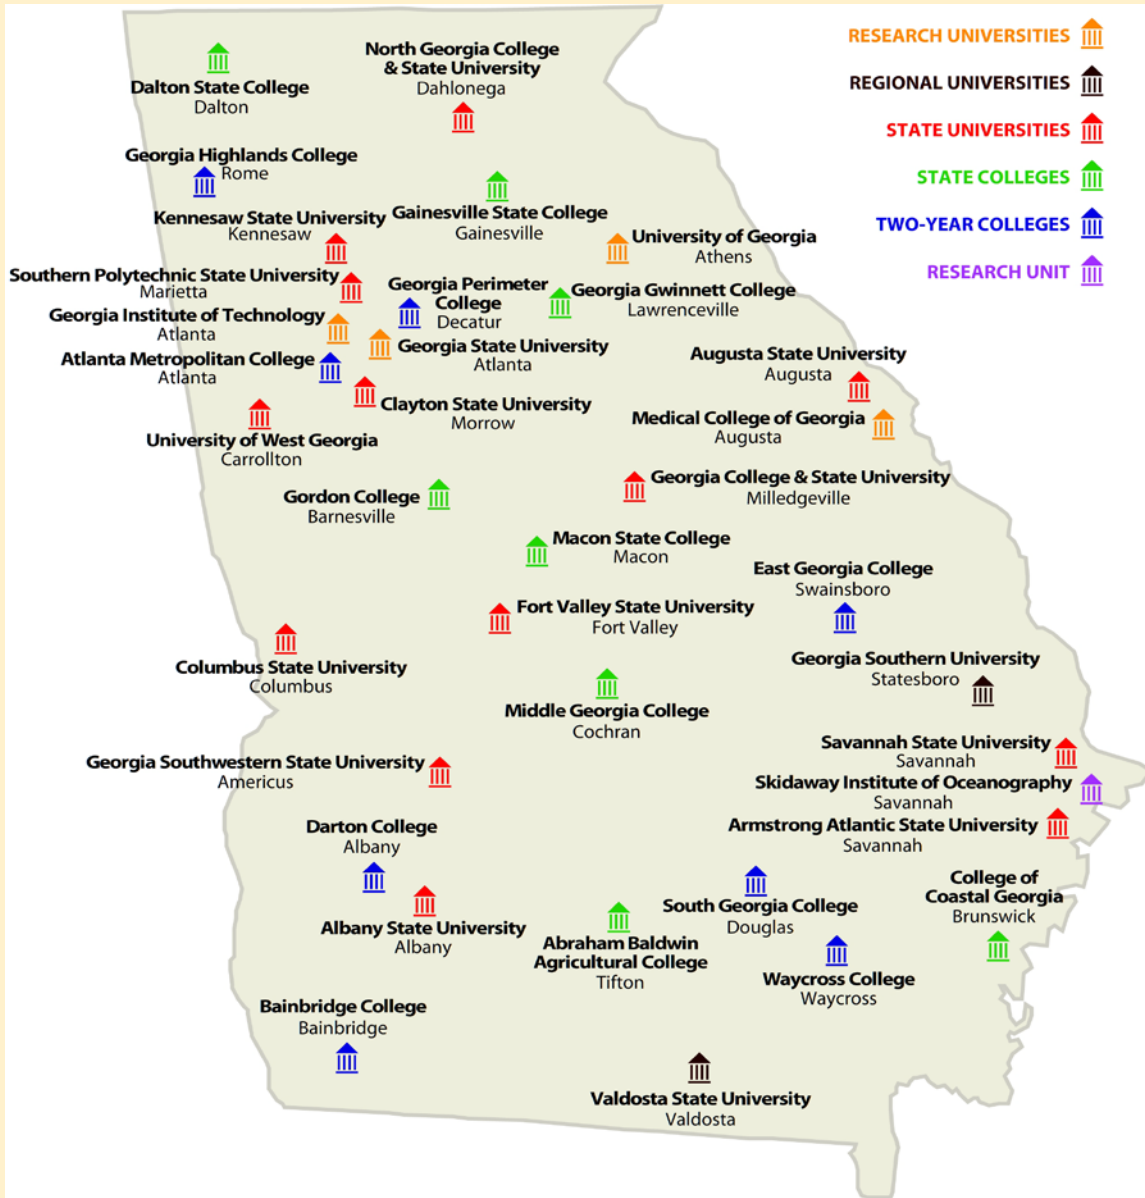 RESEARCH UNIVERSITIES
REGIONAL UNIVERSITIES
STATE UNIVERSITIES
STATE COLLEGES
TWO-YEAR COLLEGES
RESEARCH UNIT
North Georgia College
& State University
Dahlonega
Dalton State College
Dalton
Georgia Highlands College
Rome
Gainesville State College
Gainesville
Kennesaw State University
Kennesaw
University of Georgia
Athens
Southern Polytechnic State University
Marietta
Georgia Perimeter
College
Decatur
Georgia Gwinnett College
Lawrenceville
Georgia Institute of Technology
Atlanta
Georgia State University
Atlanta
Atlanta Metropolitan College
Atlanta
Augusta State University
Augusta
Clayton State University
Morrow
Medical College of Georgia
Augusta
University of West Georgia
Carrollton
Georgia College & State University
Milledgeville
Gordon College
Barnesville
Macon State College
Macon
East Georgia College
Swainsboro
Fort Valley State University
Fort Valley
Columbus State University
Columbus
Georgia Southern University
Statesboro
Middle Georgia College
Cochran
Savannah State University
Savannah
Georgia Southwestern State University
Americus
Skidaway Institute of Oceanography
Savannah
Armstrong Atlantic State University
Savannah
Darton College
Albany
College of
Coastal Georgia
Brunswick
South Georgia College
Douglas
Albany State University
Albany
Abraham Baldwin
Agricultural College
Tifton
Waycross College
Waycross
Bainbridge College
Bainbridge
Valdosta State University
Valdosta